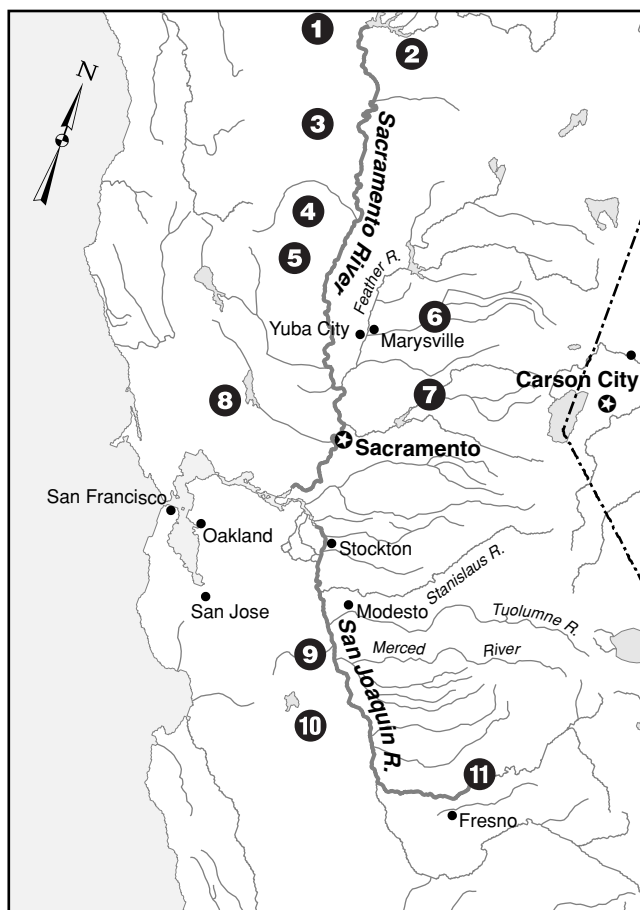 1
2
N
3
Sacramento River
4
5
Feather R.
6
Yuba City
Marysville
Carson City
7
8
Sacramento
San Francisco
Oakland
Stockton
Stanislaus R.
San Jose
Modesto
Tuolumne R.
9
Merced River
San Joaquin R.
10
11
Fresno